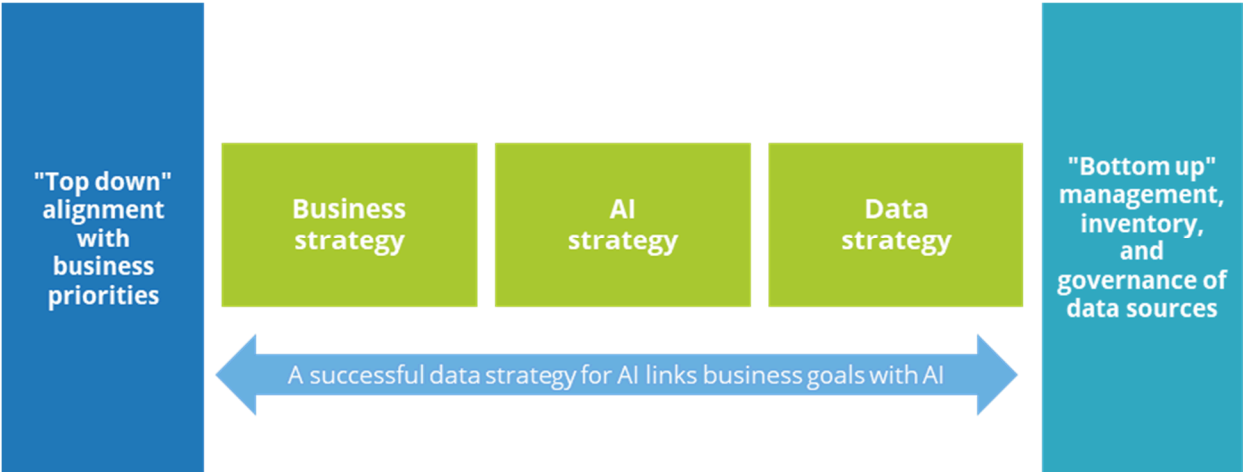 "Top down"
alignment
with
business
priorities
Business
strategy
AI
strategy
Data
strategy
A successful data strategy for AI links business goals with AI
"Bottom up"
management,
inventory,
and
governance of
data sources